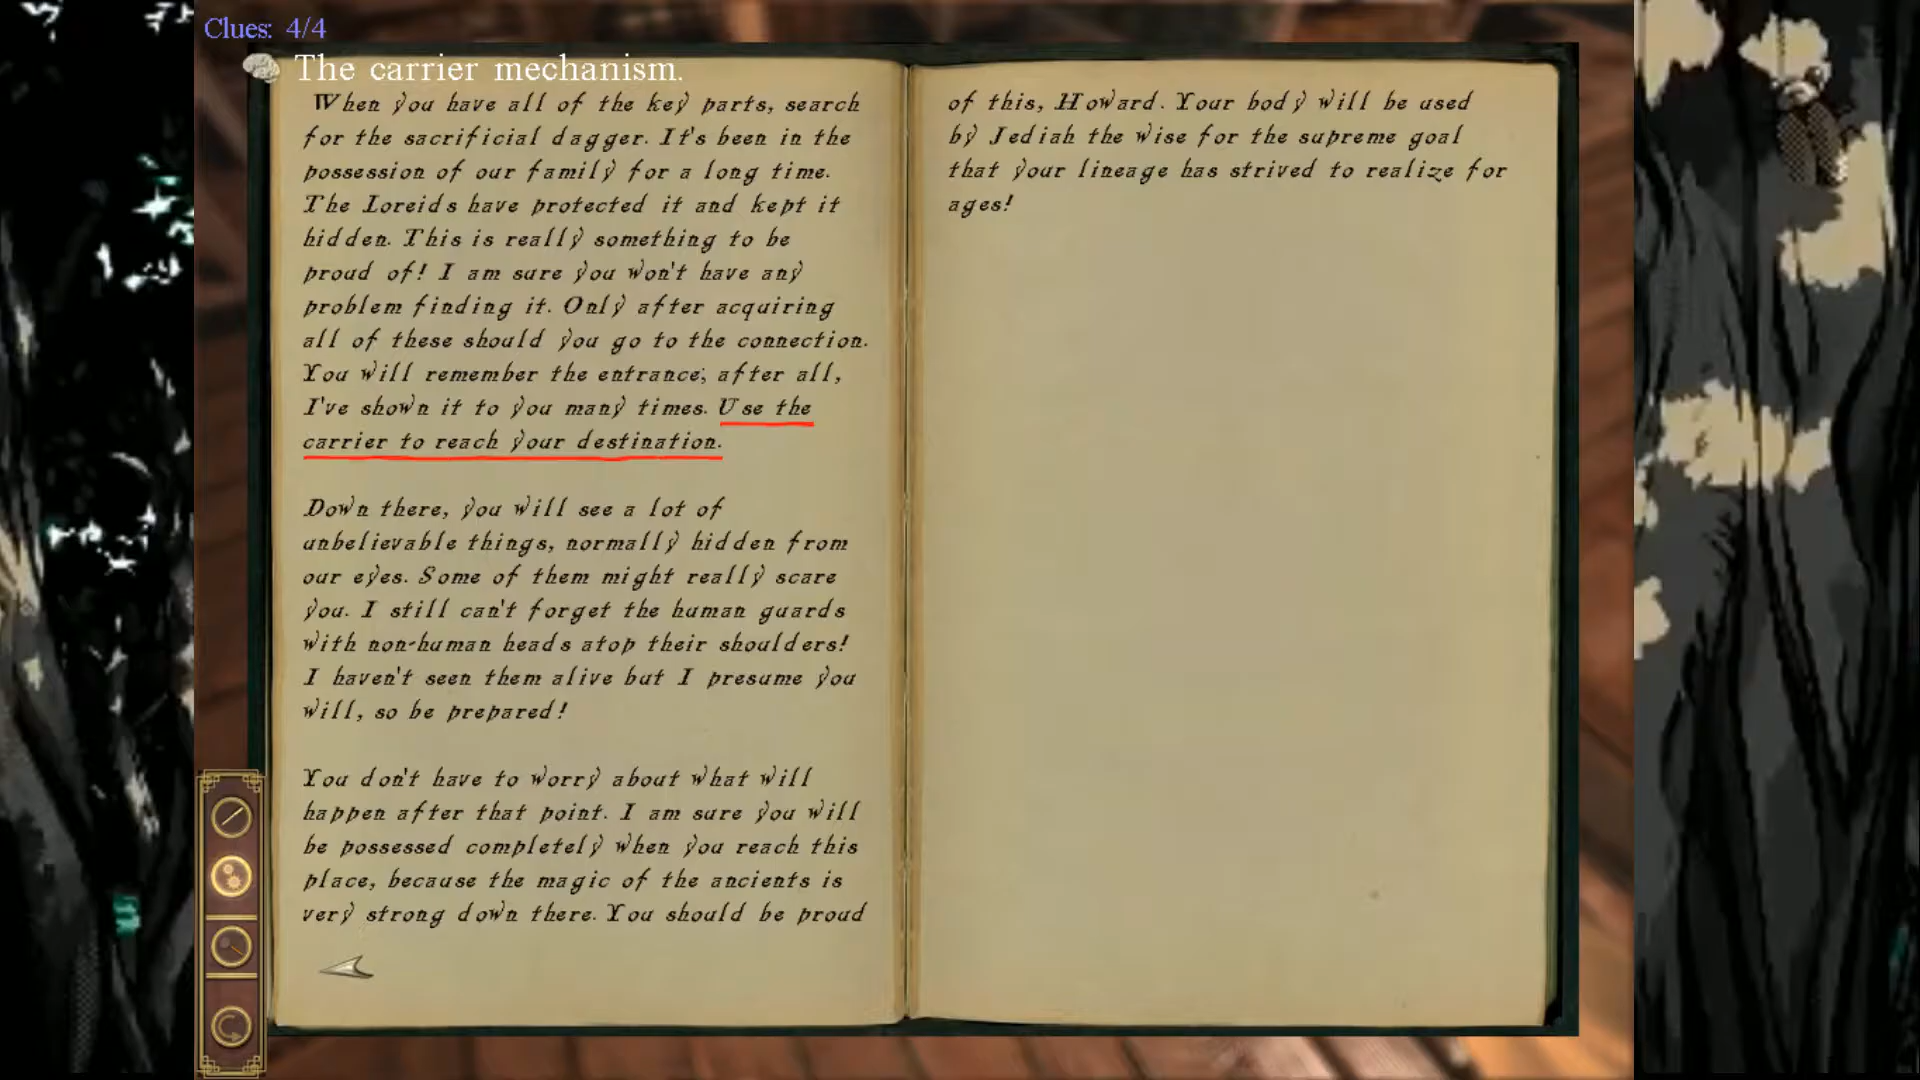 Clues: 4/4
The carrier mechanism.
When you have all of the key parts, search
for the sacrificial dagger. It's been in the
possession of our family for a long time.
The Loreids have protected it and kept it
hidden. This is really something to be
proud of! I am sure you won't have any
problem finding it. Only after acquiring
all of these should you go to the connection.
You will remember the entrance; after all,
I've shown it to you many times. Use the
carrier to reach your destination.
Down there, you will see a lot of
unbelievable things, normally hidden from
our eyes. Some of them might really scare
you. I still can't forget the human guards
with non-human heads atop their shoulders!
I haven't seen them alive but I presume you
will, so be prepared!
You don't have to worry about what will
happen after that point. I am sure you will
be possessed completely when you reach this
place, because the magic of the ancients is
very strong down there. You should be proud
of this, Howard. Your body will be used
by Jediah the wise for the supreme goal
that your lineage has strived to realize for
ages!